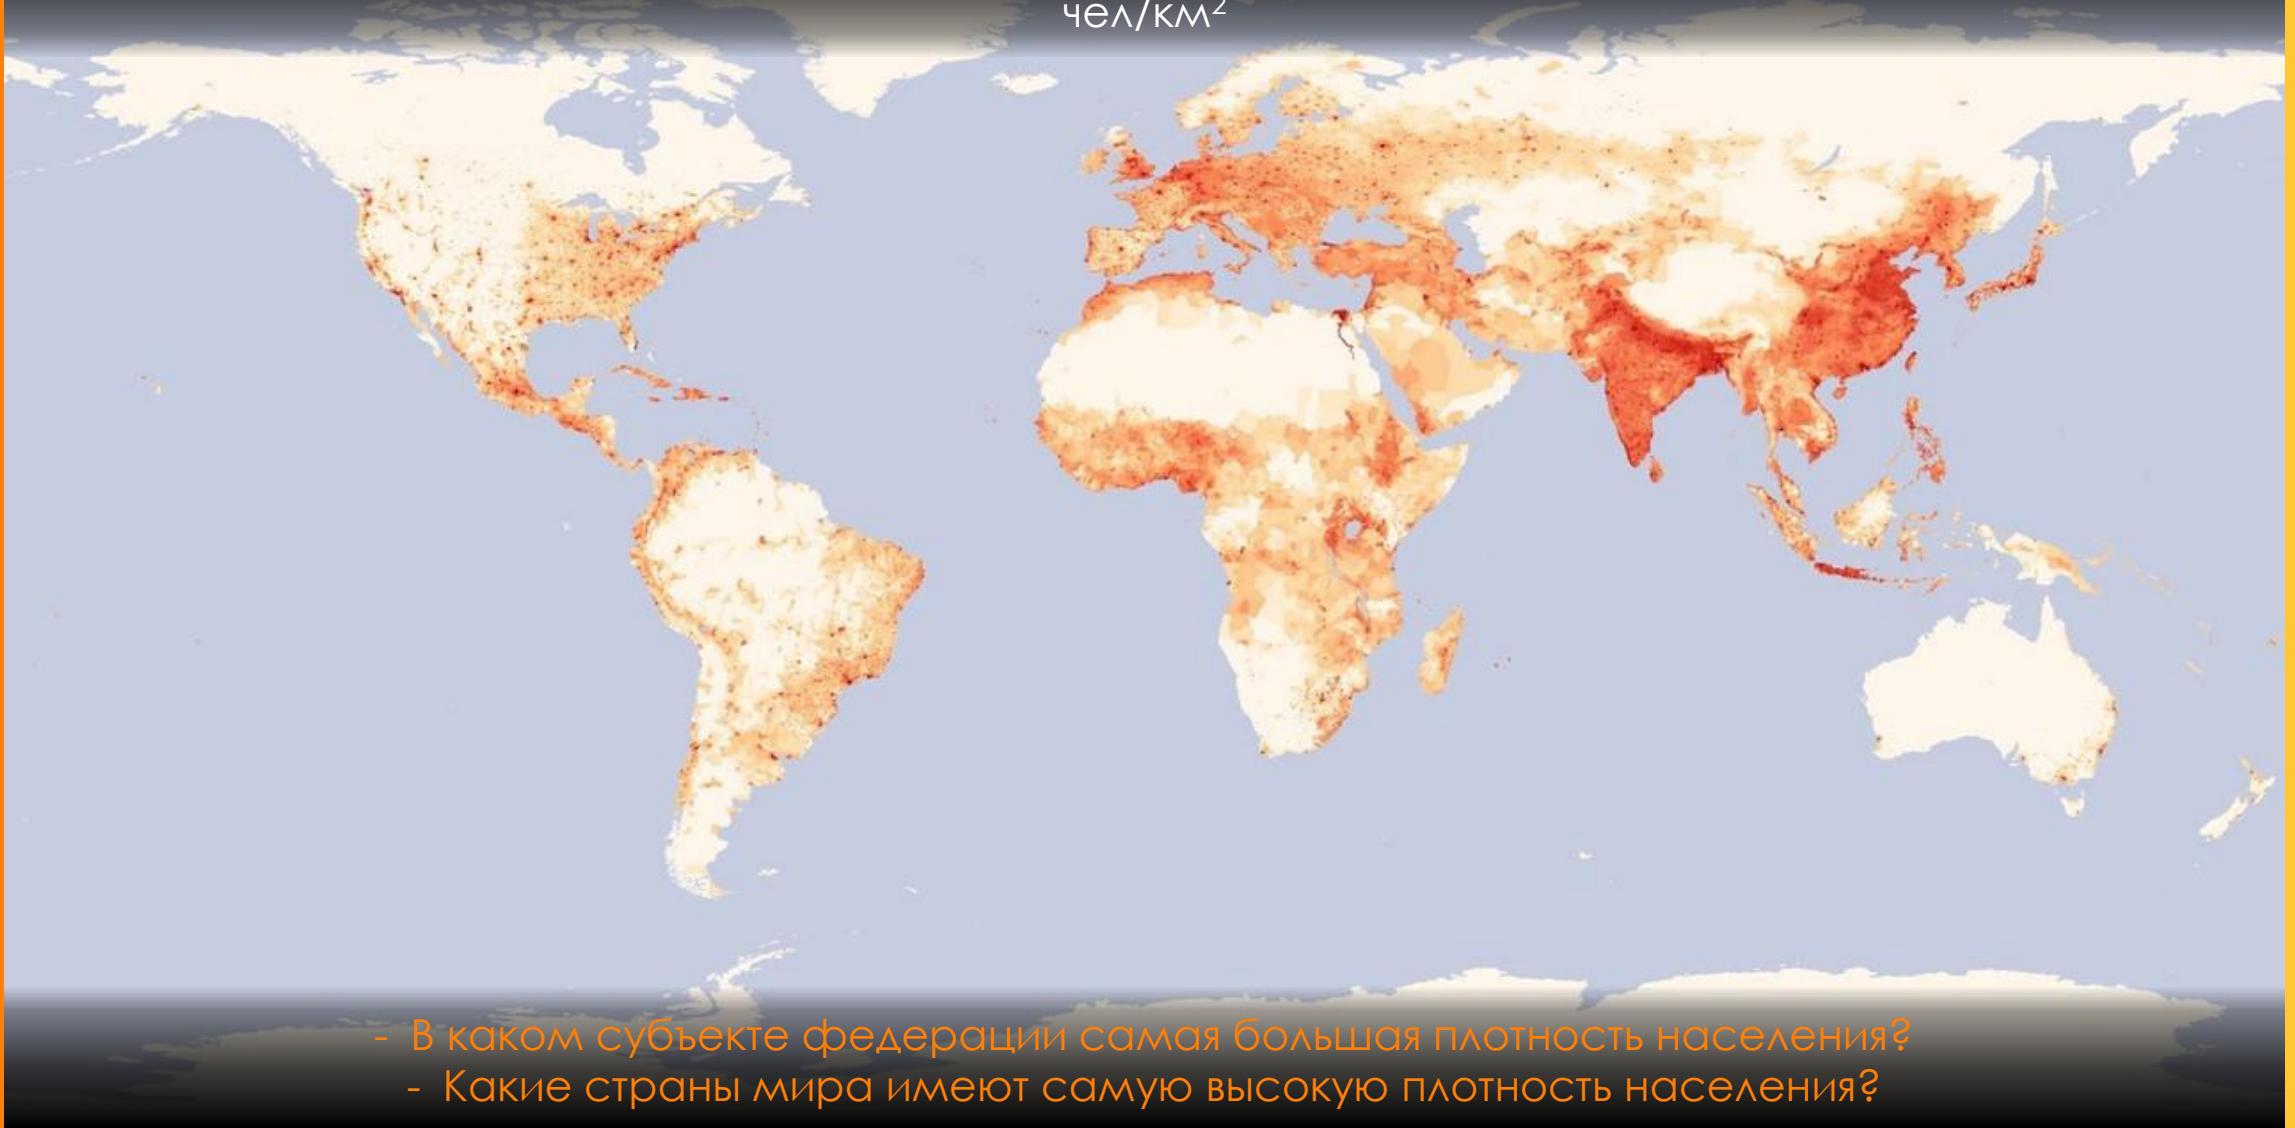 чел/км²
- В каком субъекте федерации самая большая плотность населения?
- Какие страны мира имеют самую высокую плотность населения?